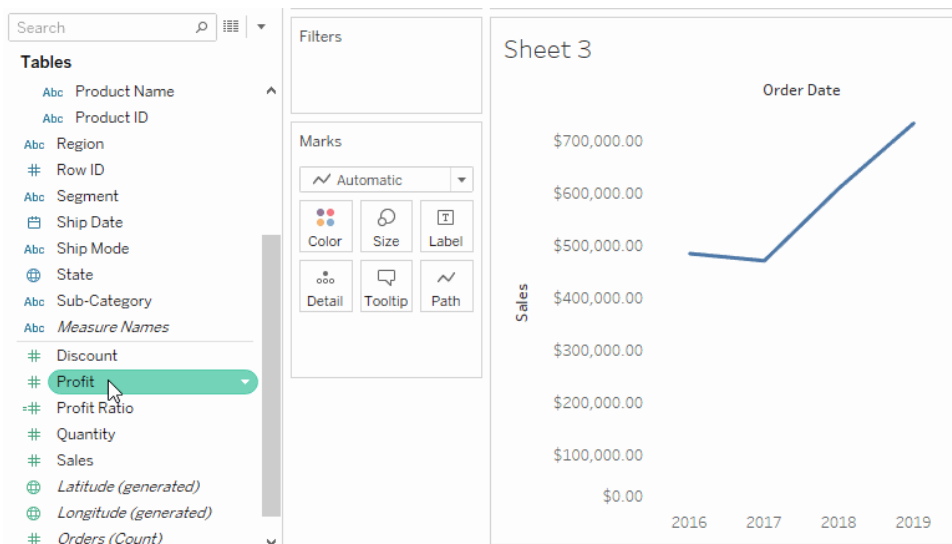 Search
Tables
Abc Product Name
Abc Product ID
Abc Region
# Row ID
Abc Segment
Ship Date
Abc Ship Mode
State
Abc Sub-Category
Abc Measure Names
# Discount
# Profit
=# Profit Ratio
# Quantity
# Sales
Latitude (generated)
Longitude (generated)
# Orders (Count)
Filters
Marks
Automatic
Color Size Label
T
Detail Tooltip Path
Sheet 3
Order Date
Sales
$700,000.00
$600,000.00
$500,000.00
$400,000.00
$300,000.00
$200,000.00
$100,000.00
$0.00
2016 2017 2018 2019